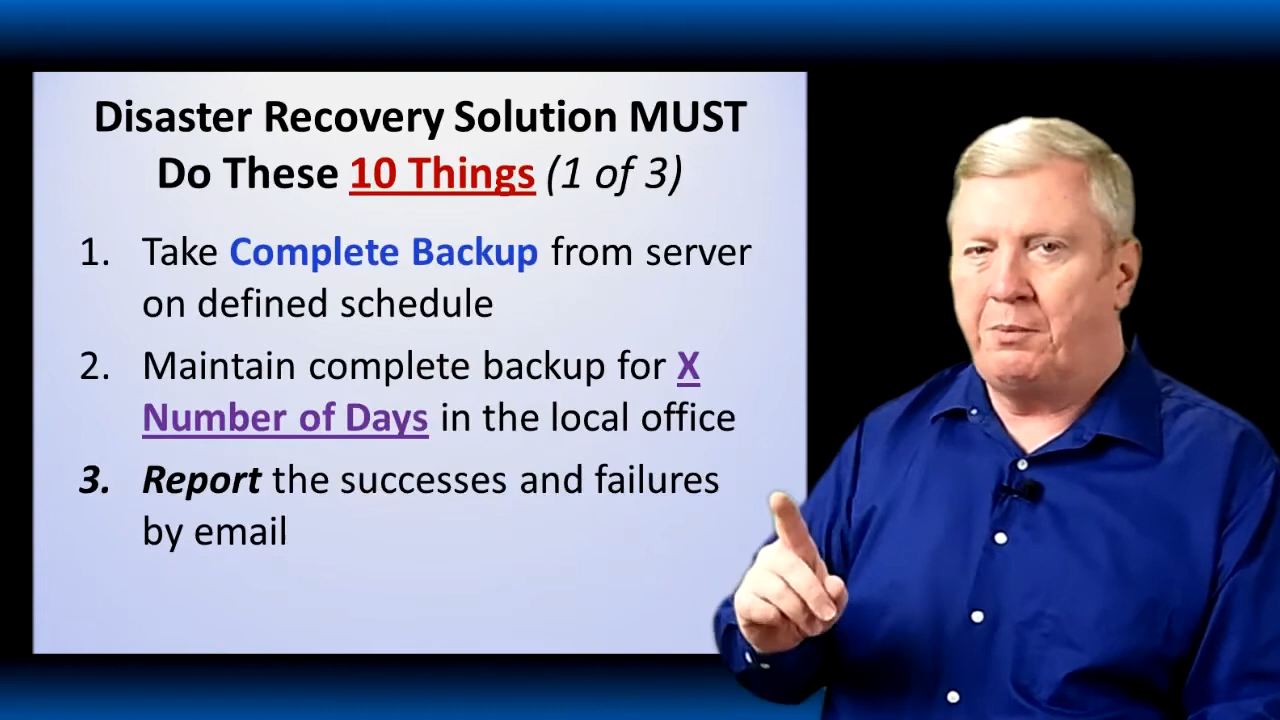 Disaster Recovery Solution MUST
Do These 10 Things (1 of 3)
1. Take Complete Backup from server
on defined schedule
2. Maintain complete backup for X
Number of Days in the local office
3. Report the successes and failures
by email